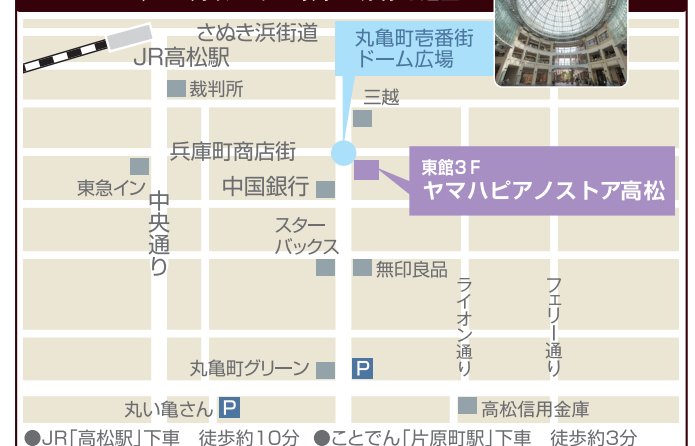 さぬき浜街道
JR高松駅
丸亀町壱番街
ドーム広場
裁判所
三越
兵庫町商店街
東館3F
ヤマハピアノストア高松
東急イン
中国銀行
中央通り
スター
バックス
無印良品
ライオン通り
フェリー通り
丸亀町グリーン
P
丸い亀さん P
高松信用金庫
●JR「高松駅」下車 徒歩約10分 ●ことでん「片原町駅」下車 徒歩約3分